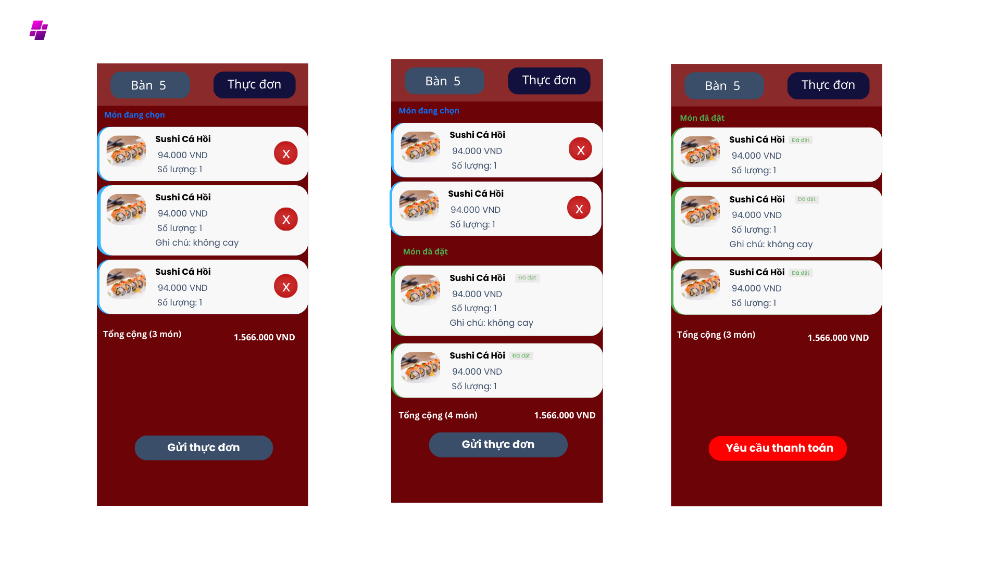 Bàn 5
Thực đơn
Món đang chọn
Sushi Cá Hồi
94.000 VND
Số lượng: 1
X
Sushi Cá Hồi
94.000 VND
Số lượng: 1
Ghi chú: không cay
X
Sushi Cá Hồi
94.000 VND
Số lượng: 1
X
Tổng cộng (3 món)
1.566.000 VND
Gửi thực đơn
Bàn 5
Thực đơn
Món đang chọn
Sushi Cá Hồi
94.000 VND
Số lượng: 1
X
Sushi Cá Hồi
94.000 VND
Số lượng: 1
X
Món đã đặt
Sushi Cá Hồi Đã đặt
94.000 VND
Số lượng: 1
Ghi chú: không cay
Sushi Cá Hồi Đã đặt
94.000 VND
Số lượng: 1
Tổng cộng (4 món)
1.566.000 VND
Gửi thực đơn
Bàn 5
Thực đơn
Món đã đặt
Sushi Cá Hồi Đã đặt
94.000 VND
Số lượng: 1
Sushi Cá Hồi Đã đặt
94.000 VND
Số lượng: 1
Ghi chú: không cay
Sushi Cá Hồi Đã đặt
94.000 VND
Số lượng: 1
Tổng cộng (3 món)
1.566.000 VND
Yêu cầu thanh toán